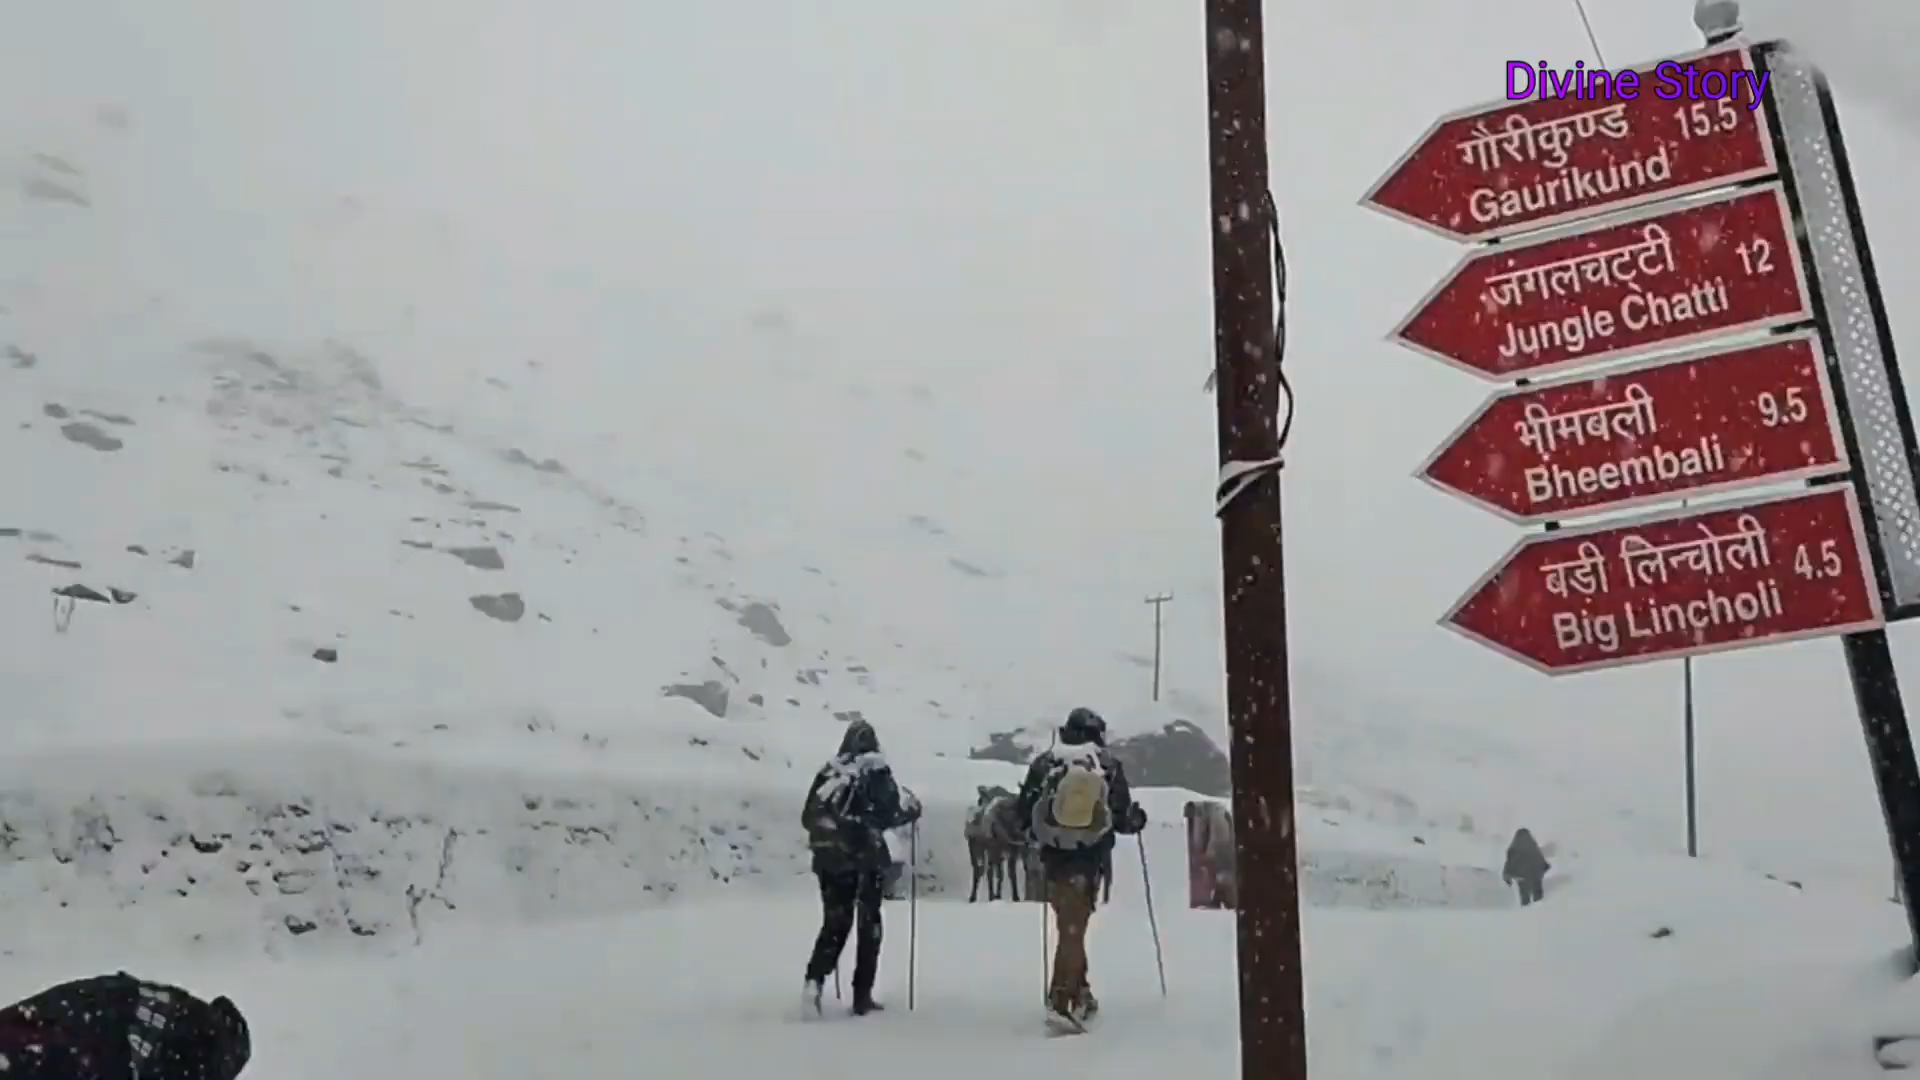 Divine Story
गौरीकुण्ड 15.5
Gaurikund
जंगलचट्टी 12
Jungle Chatti
भीमबली 9.5
Bheembali
बडी लिन्चोली 4.5
Big Lincholi